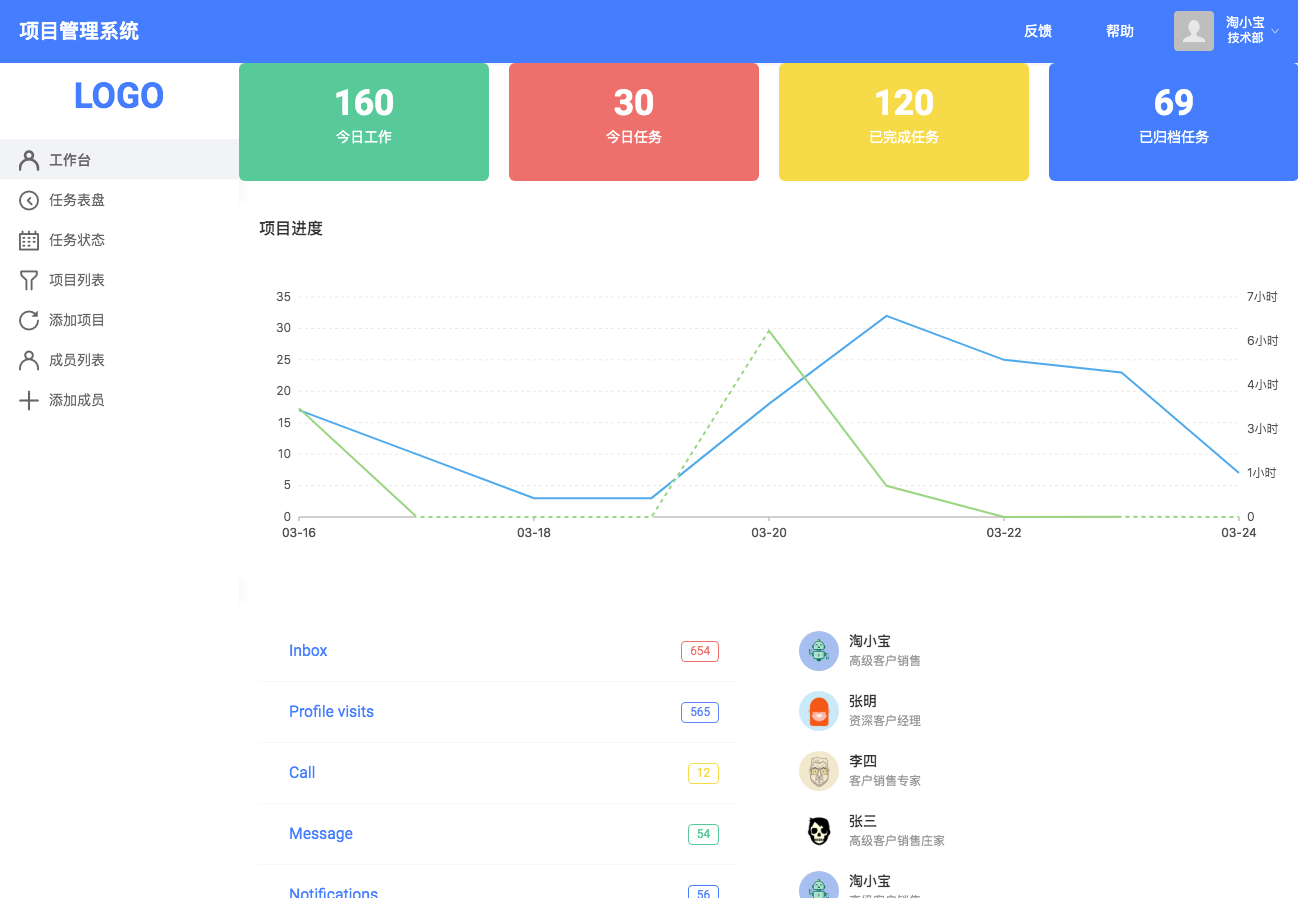 项目管理系统
反馈
帮助
淘小宝
技术部
LOGO
工作台
任务表盘
任务状态
项目列表
添加项目
成员列表
添加成员
160
今日工作
30
今日任务
120
已完成任务
69
已归档任务
项目进度
35
30
25
20
15
10
5
0
7小时
6小时
4小时
3小时
1小时
0
03-16
03-18
03-20
03-22
03-24
Inbox
654
Profile visits
565
Call
12
Message
54
Notifications
56
淘小宝
高级客户销售
张明
资深客户经理
李四
客户销售专家
张三
高级客户销售庄家
淘小宝